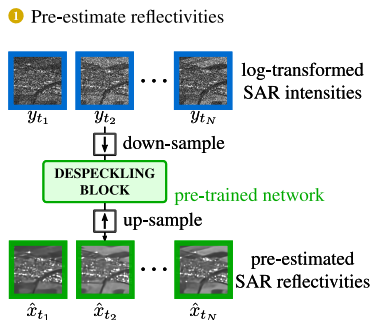 1 Pre-estimate reflectivities
log-transformed
SAR intensities
y_{t_1} y_{t_2} ... y_{t_N}
down-sample
DESPECKLING
BLOCK
pre-trained network
up-sample
pre-estimated
SAR reflectivities
x̂_{t_1} x̂_{t_2} ... x̂_{t_N}